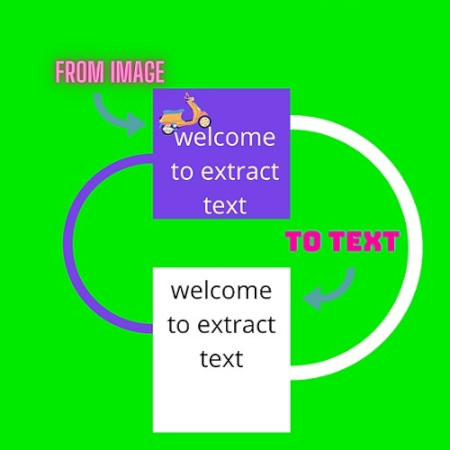 FROM IMAGE
welcome
to extract
text
TO TEXT
welcome
to extract
text